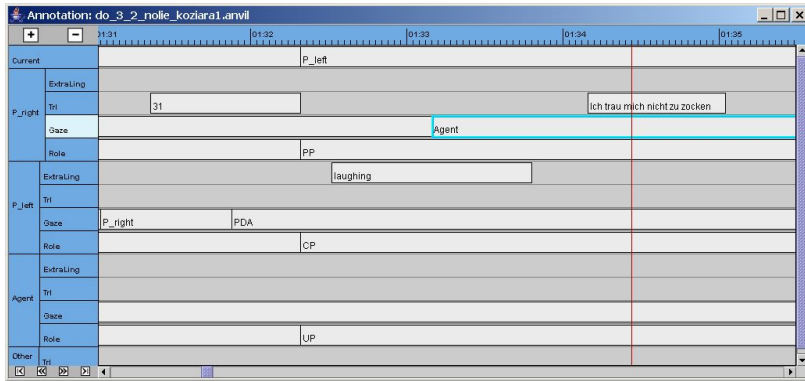 Annotation: do_3_2_nolie_koziara1.anvil
+ - 01:31 01:32 01:33 01:34 01:35
Current P_left
P_right
ExtraLing
Trl 31 Ich trau mich nicht zu zocken
Gaze Agent
Role PP
P_left
ExtraLing laughing
Trl
Gaze P_right PDA
Role CP
Agent
ExtraLing
Trl
Gaze
Role UP
Other Trl